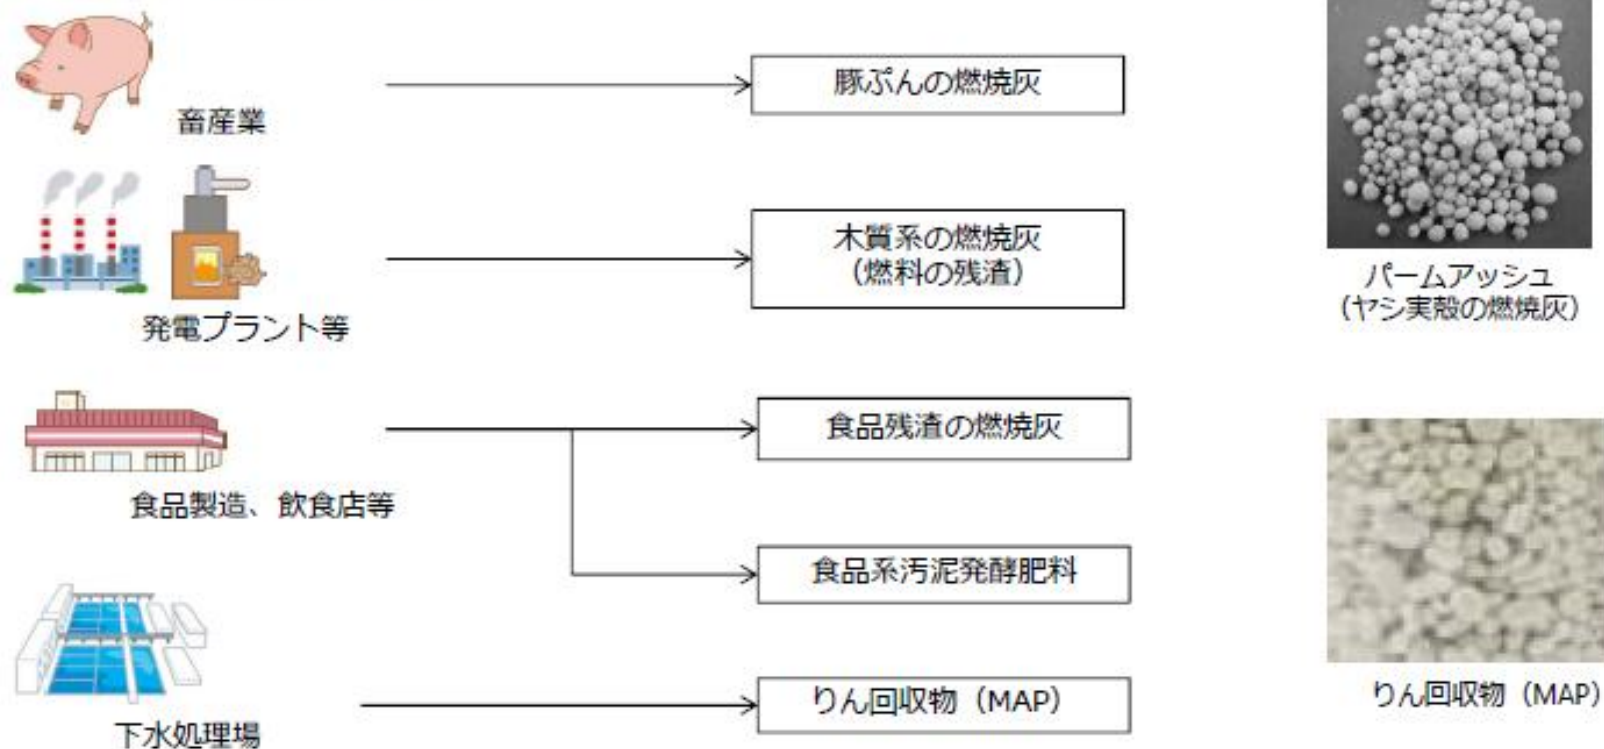 畜産業
豚ぷんの燃焼灰
発電プラント等
木質系の燃焼灰
（燃料の残渣）
食品製造、飲食店等
食品残渣の燃焼灰
食品系汚泥発酵肥料
下水処理場
りん回収物（MAP）
パームアッシュ
（ヤシ実殻の燃焼灰）
りん回収物（MAP）